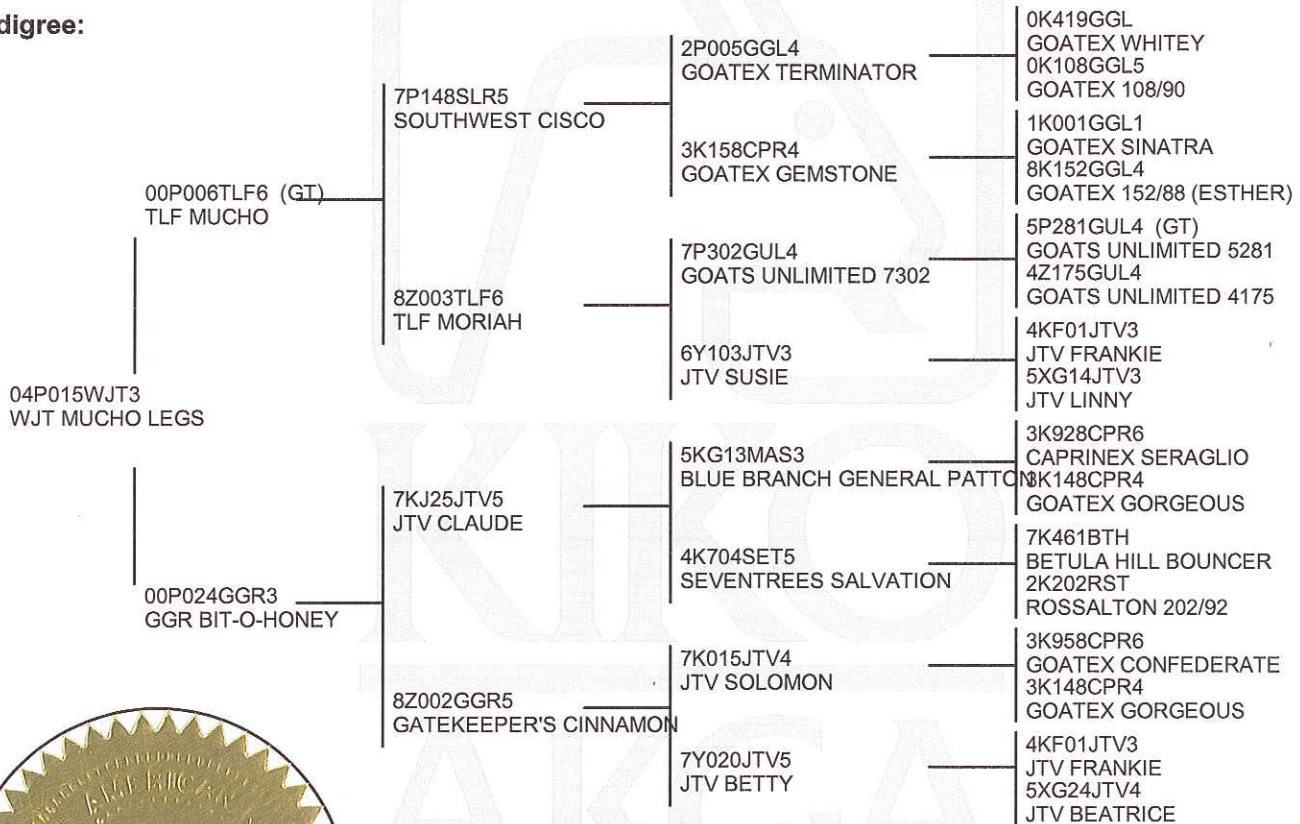 digree:
04P015WJT3
WJT MUCHO LEGS
00P006TLF6 (GT)
TLF MUCHO
00P024GGR3
GGR BIT-O-HONEY
7P148SLR5
SOUTHWEST CISCO
8Z003TLF6
TLF MORIAH
7KJ25JTV5
JTV CLAUDE
8Z002GGR5
GATEKEEPER'S CINNAMON
2P005GGL4
GOATEX TERMINATOR
3K158CPR4
GOATEX GEMSTONE
7P302GUL4
GOATS UNLIMITED 7302
6Y103JTV3
JTV SUSIE
5KG13MAS3
BLUE BRANCH GENERAL PATTON
4K704SET5
SEVENTREES SALVATION
7K015JTV4
JTV SOLOMON
7Y020JTV5
JTV BETTY
0K419GGL
GOATEX WHITEY
0K108GGL5
GOATEX 108/90
1K001GGL1
GOATEX SINATRA
8K152GGL4
GOATEX 152/88 (ESTHER)
5P281GUL4 (GT)
GOATS UNLIMITED 5281
4Z175GUL4
GOATS UNLIMITED 4175
4KF01JTV3
JTV FRANKIE
5XG14JTV3
JTV LINNY
3K928CPR6
CAPRINEX SERAGLIO
3K148CPR4
GOATEX GORGEOUS
7K461BTH
BETULA HILL BOUNCER
2K202RST
ROSSALTON 202/92
3K958CPR6
GOATEX CONFEDERATE
3K148CPR4
GOATEX GORGEOUS
4KF01JTV3
JTV FRANKIE
5XG24JTV4
JTV BEATRICE
KIKO
AKGA
AMERICAN